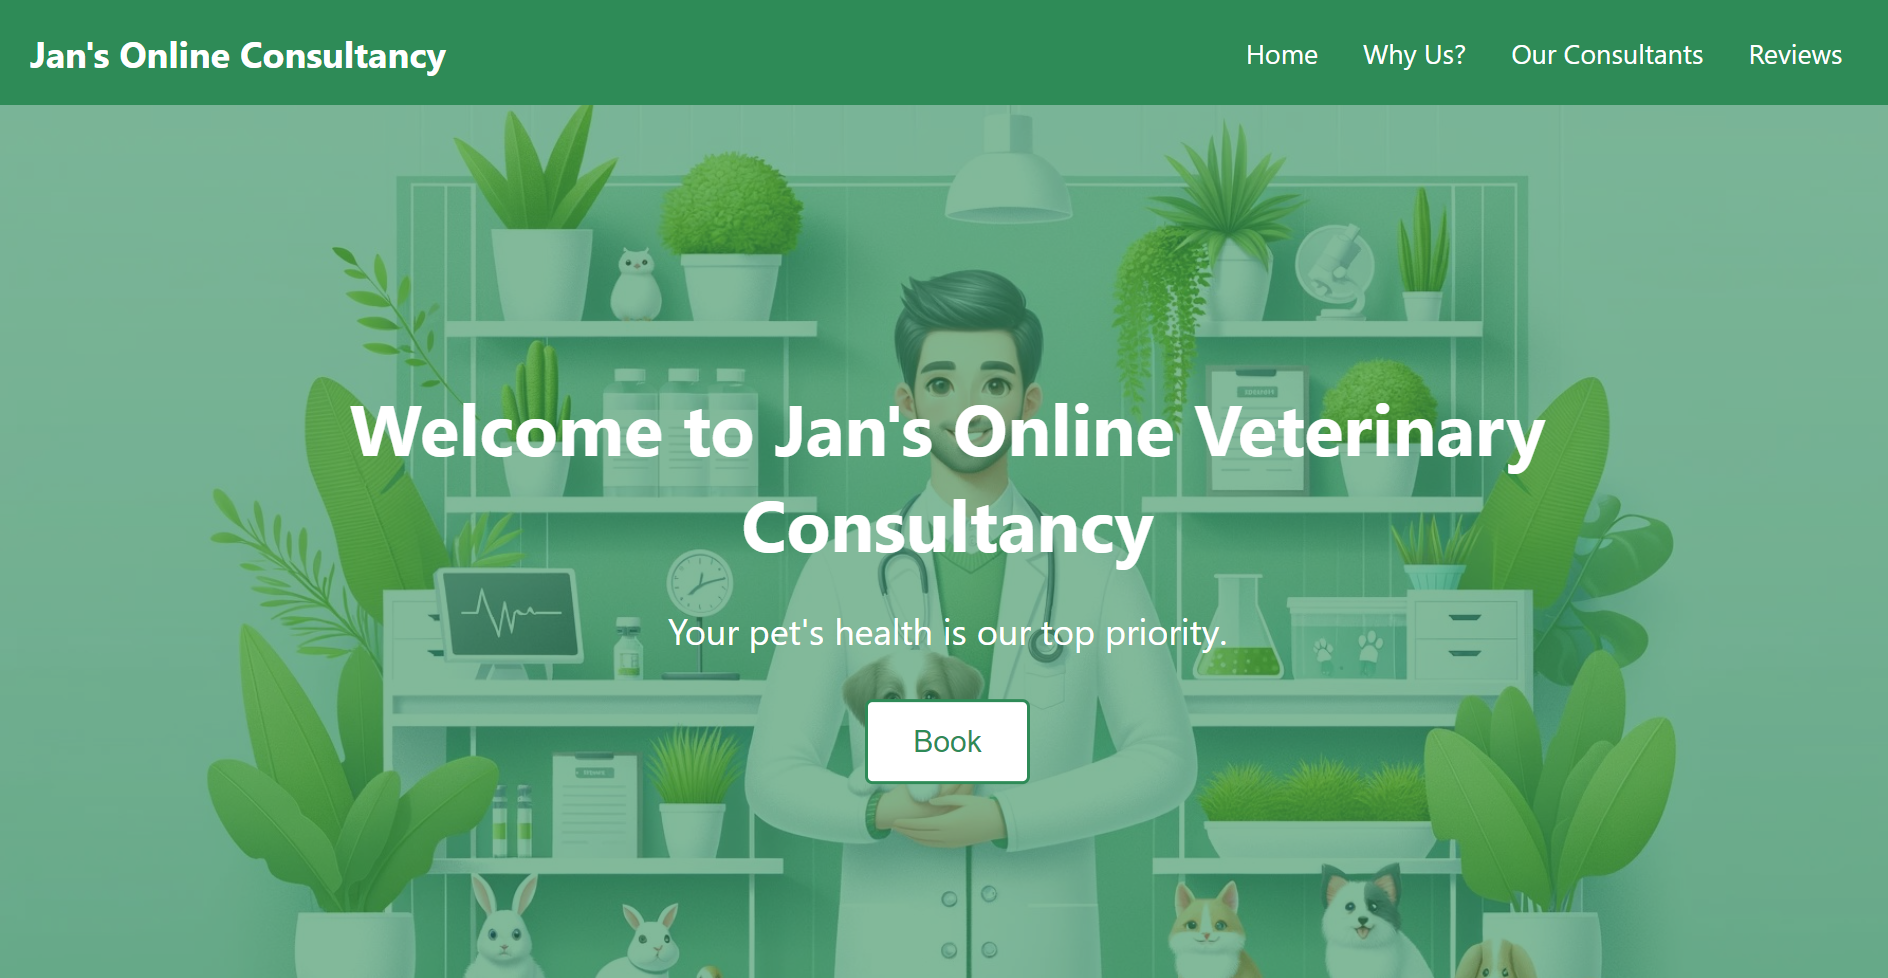 Jan's Online Consultancy
Home
Why Us?
Our Consultants
Reviews
Welcome to Jan's Online Veterinary
Consultancy
Your pet's health is our top priority.
Book